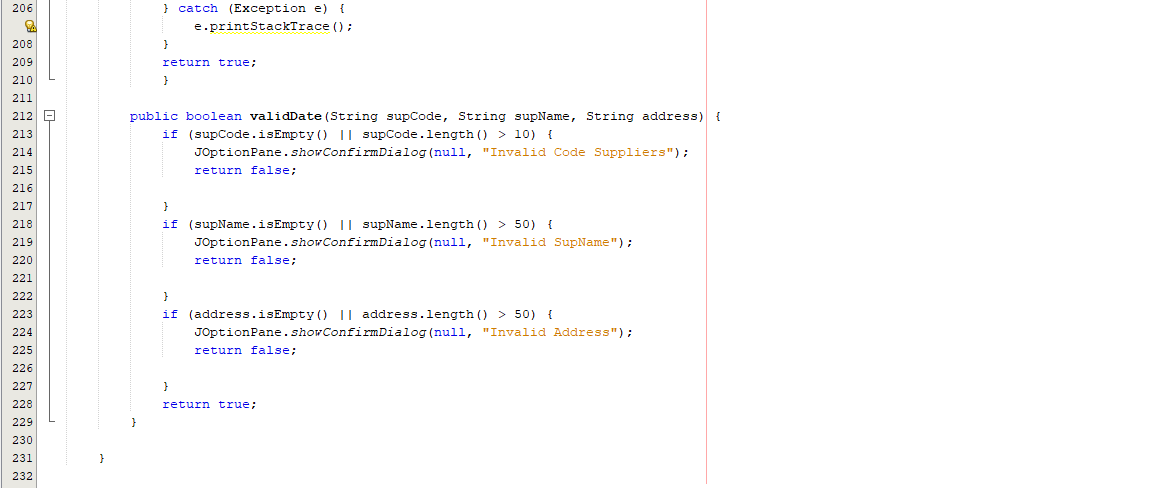 206 } catch (Exception e) {
e.printStackTrace();
208 }
209 return true;
210 }
211
212 public boolean validDate(String supCode, String supName, String address) {
213 if (supCode.isEmpty() || supCode.length() > 10) {
214 JOptionPane.showConfirmDialog(null, "Invalid Code Suppliers");
215 return false;
216
217 }
218 if (supName.isEmpty() || supName.length() > 50) {
219 JOptionPane.showConfirmDialog(null, "Invalid SupName");
220 return false;
221
222 }
223 if (address.isEmpty() || address.length() > 50) {
224 JOptionPane.showConfirmDialog(null, "Invalid Address");
225 return false;
226
227 }
228 return true;
229 }
230
231 }
232